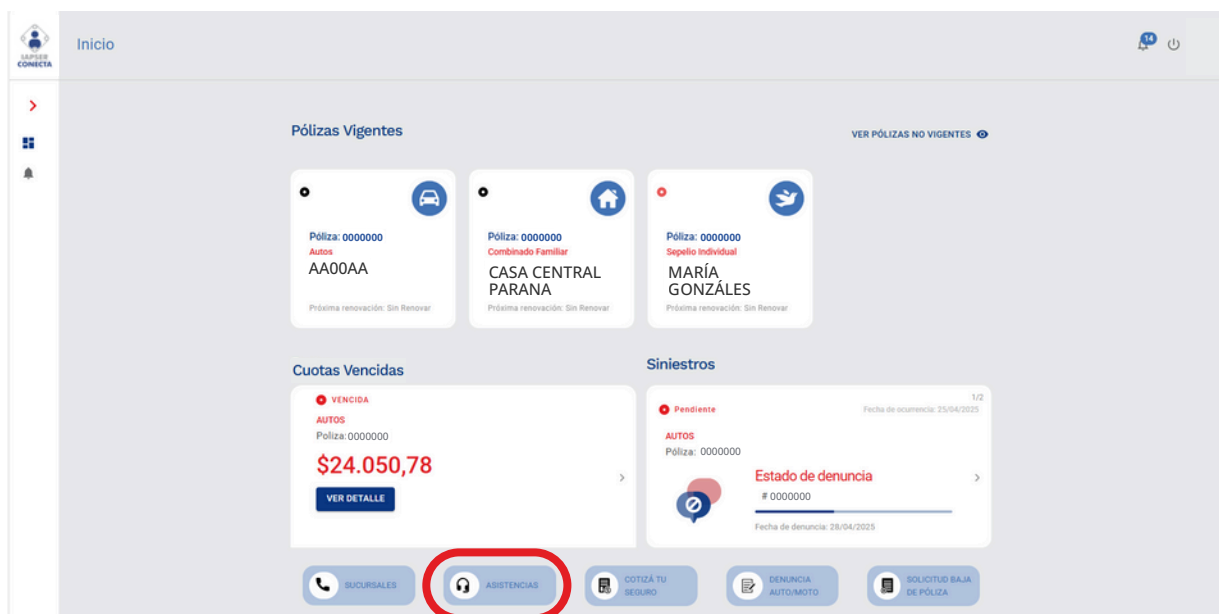 IAPSER
CONECTA
Inicio
14
Pólizas Vigentes
VER PÓLIZAS NO VIGENTES
Póliza: 0000000
Autos
AA00AA
Próxima renovación: Sin Renovar
Póliza: 0000000
Combinado Familiar
CASA CENTRAL
PARANA
Próxima renovación: Sin Renovar
Póliza: 0000000
Sepelio Individual
MARÍA
GONZÁLES
Próxima renovación: Sin Renovar
Cuotas Vencidas
VENCIDA
AUTOS
Poliza: 0000000
$24.050,78
VER DETALLE
Siniestros
1/2
Pendiente
Fecha de ocurrencia: 25/04/2025
AUTOS
Póliza: 0000000
Estado de denuncia
# 0000000
Fecha de denuncia: 28/04/2025
SUCURSALES
ASISTENCIAS
COTIZÁ TU
SEGURO
DENUNCIA
AUTO/MOTO
SOLICITUD BAJA
DE PÓLIZA